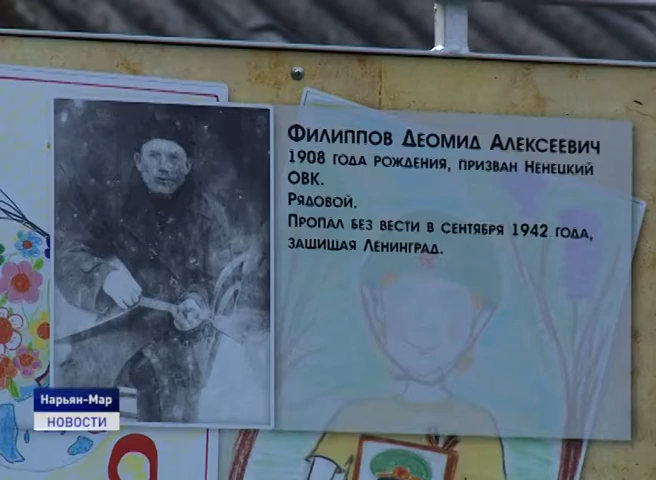 Филиппов Деомид Алексеевич
1908 года рождения, призван Ненецкий
ОВК.
Рядовой.
Пропал без вести в сентября 1942 года,
защищая Ленинград.
Нарьян-Мар
НОВОСТИ